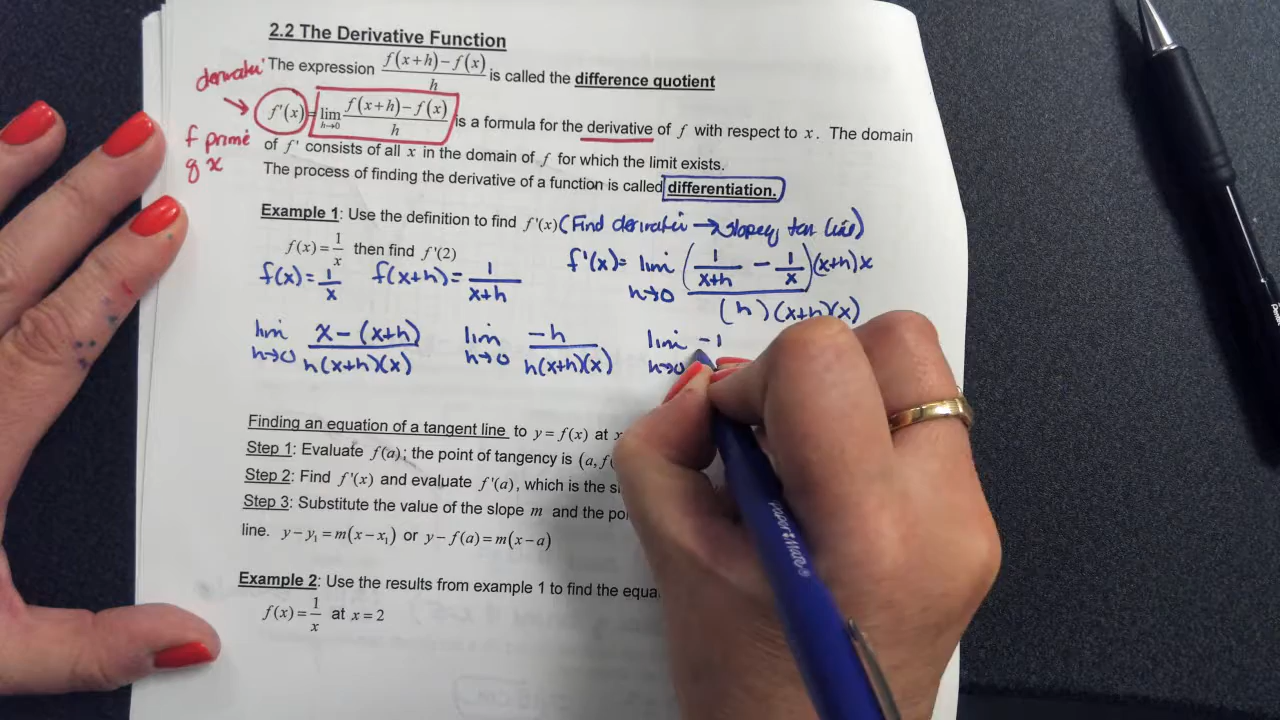 2.2 The Derivative Function
The expression f(x+h)−f(x)/h is called the difference quotient
f'(x) = lim h→0 f(x+h)−f(x)/h is a formula for the derivative of f with respect to x. The domain
f prime
of f' consists of all x in the domain of f for which the limit exists.
x
The process of finding the derivative of a function is called differentiation.
Example 1: Use the definition to find f'(x) (Find derivative → slope of tan line)
f(x) = 1/x then find f'(2)
f(x) = 1/x f(x+h) = 1/x+h f'(x) = lim h→0 (1/x+h − 1/x)(x+h)x/(h)(x+h)(x)
lim h→0 x−(x+h)/h(x+h)(x) lim h→0 −h/h(x+h)(x) lim h→0 −1
Finding an equation of a tangent line to y = f(x) at x
Step 1: Evaluate f(a); the point of tangency is (a, f
Step 2: Find f'(x) and evaluate f'(a), which is the
Step 3: Substitute the value of the slope m and the
line. y − y₁ = m(x − x₁) or y − f(a) = m(x − a)
Example 2: Use the results from example 1 to find the
f(x) = 1/x at x = 2